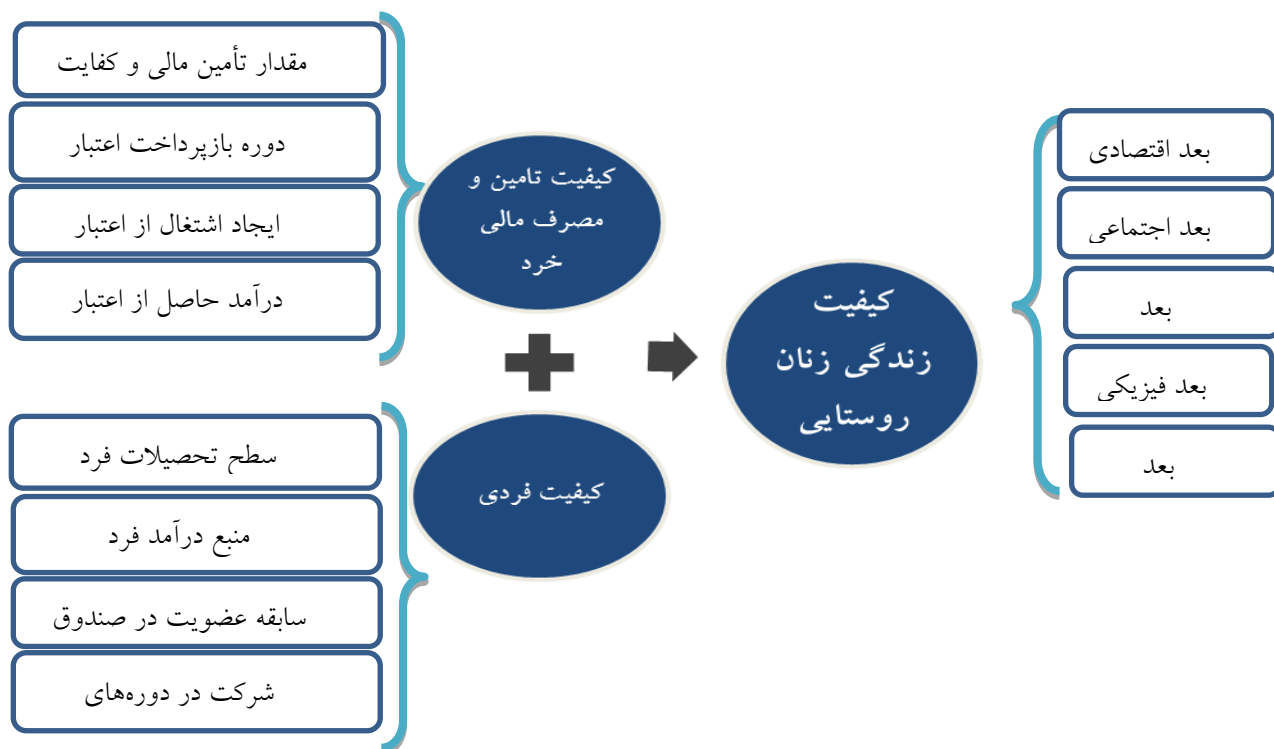 بعد اقتصادی
بعد اجتماعی
بعد
بعد فیزیکی
بعد
کیفیت
زندگی زنان
روستایی
کیفیت تامین و
مصرف مالی
خرد
کیفیت فردی
مقدار تأمین مالی و کفایت
دوره بازپرداخت اعتبار
ایجاد اشتغال از اعتبار
درآمد حاصل از اعتبار
سطح تحصیلات فرد
منبع درآمد فرد
سابقه عضویت در صندوق
شرکت در دوره‌های